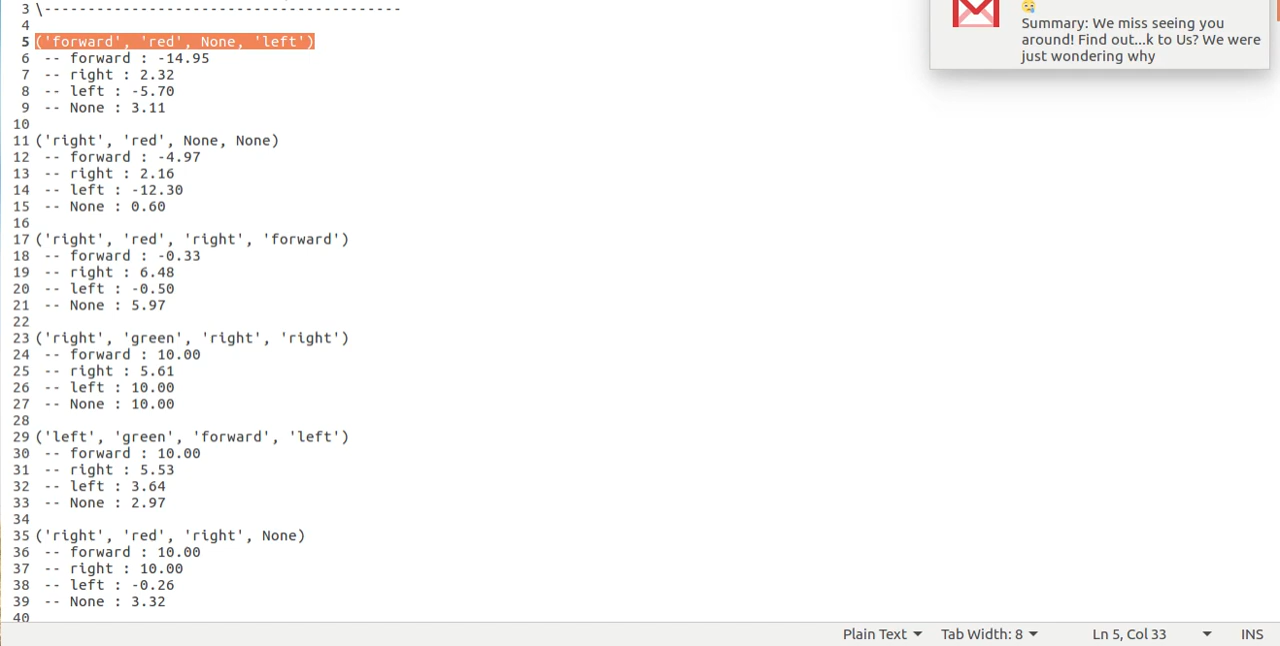 3 \-----------------------------------------
4
5 ('forward', 'red', None, 'left')
6 -- forward : -14.95
7 -- right : 2.32
8 -- left : -5.70
9 -- None : 3.11
10
11 ('right', 'red', None, None)
12 -- forward : -4.97
13 -- right : 2.16
14 -- left : -12.30
15 -- None : 0.60
16
17 ('right', 'red', 'right', 'forward')
18 -- forward : -0.33
19 -- right : 6.48
20 -- left : -0.50
21 -- None : 5.97
22
23 ('right', 'green', 'right', 'right')
24 -- forward : 10.00
25 -- right : 5.61
26 -- left : 10.00
27 -- None : 10.00
28
29 ('left', 'green', 'forward', 'left')
30 -- forward : 10.00
31 -- right : 5.53
32 -- left : 3.64
33 -- None : 2.97
34
35 ('right', 'red', 'right', None)
36 -- forward : 10.00
37 -- right : 10.00
38 -- left : -0.26
39 -- None : 3.32
40
Summary: We miss seeing you
around! Find out...k to Us? We were
just wondering why
Plain Text Tab Width: 8 Ln 5, Col 33 INS